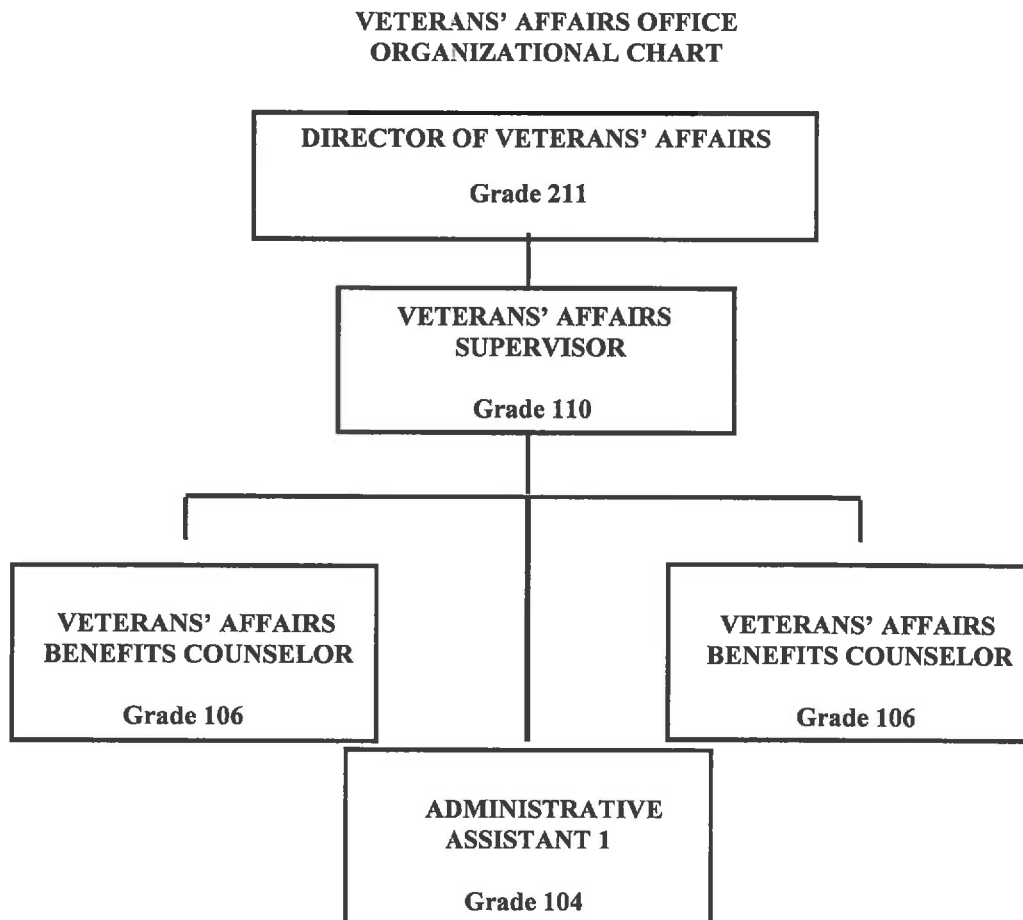 VETERANS’ AFFAIRS OFFICE
ORGANIZATIONAL CHART
DIRECTOR OF VETERANS’ AFFAIRS
Grade 211
VETERANS’ AFFAIRS
SUPERVISOR
Grade 110
VETERANS’ AFFAIRS
BENEFITS COUNSELOR
Grade 106
VETERANS’ AFFAIRS
BENEFITS COUNSELOR
Grade 106
ADMINISTRATIVE
ASSISTANT 1
Grade 104